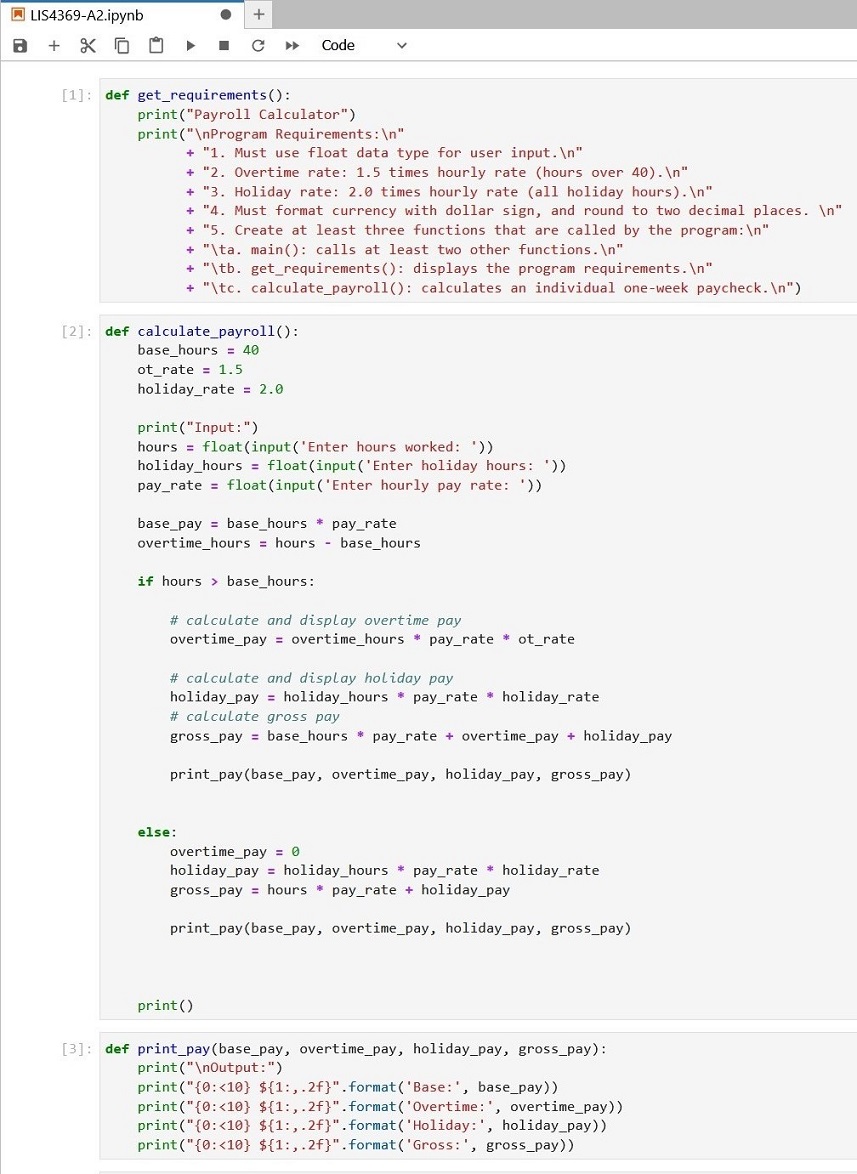 LIS4369-A2.ipynb
Code
[1]: def get_requirements():
    print("Payroll Calculator")
    print("\nProgram Requirements:\n"
          + "1. Must use float data type for user input.\n"
          + "2. Overtime rate: 1.5 times hourly rate (hours over 40).\n"
          + "3. Holiday rate: 2.0 times hourly rate (all holiday hours).\n"
          + "4. Must format currency with dollar sign, and round to two decimal places. \n"
          + "5. Create at least three functions that are called by the program:\n"
          + "\ta. main(): calls at least two other functions.\n"
          + "\tb. get_requirements(): displays the program requirements.\n"
          + "\tc. calculate_payroll(): calculates an individual one-week paycheck.\n")
[2]: def calculate_payroll():
    base_hours = 40
    ot_rate = 1.5
    holiday_rate = 2.0
    print("Input:")
    hours = float(input('Enter hours worked: '))
    holiday_hours = float(input('Enter holiday hours: '))
    pay_rate = float(input('Enter hourly pay rate: '))
    base_pay = base_hours * pay_rate
    overtime_hours = hours - base_hours
    if hours > base_hours:
        # calculate and display overtime pay
        overtime_pay = overtime_hours * pay_rate * ot_rate
        # calculate and display holiday pay
        holiday_pay = holiday_hours * pay_rate * holiday_rate
        # calculate gross pay
        gross_pay = base_hours * pay_rate + overtime_pay + holiday_pay
        print_pay(base_pay, overtime_pay, holiday_pay, gross_pay)
    else:
        overtime_pay = 0
        holiday_pay = holiday_hours * pay_rate * holiday_rate
        gross_pay = hours * pay_rate + holiday_pay
        print_pay(base_pay, overtime_pay, holiday_pay, gross_pay)
    print()
[3]: def print_pay(base_pay, overtime_pay, holiday_pay, gross_pay):
    print("\nOutput:")
    print("{0:<10} ${1:,.2f}".format('Base:', base_pay))
    print("{0:<10} ${1:,.2f}".format('Overtime:', overtime_pay))
    print("{0:<10} ${1:,.2f}".format('Holiday:', holiday_pay))
    print("{0:<10} ${1:,.2f}".format('Gross:', gross_pay))